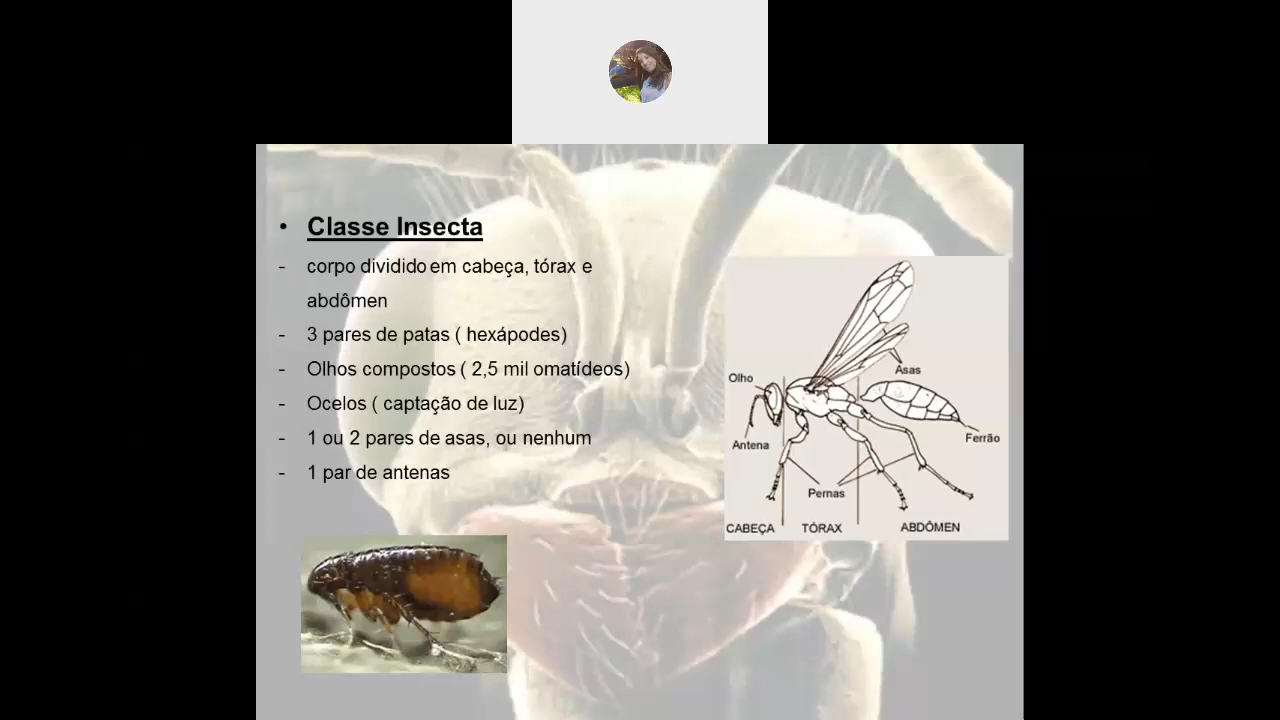 • Classe Insecta
- corpo dividido em cabeça, tórax e
abdômen
- 3 pares de patas ( hexápodes)
- Olhos compostos ( 2,5 mil omatídeos)
- Ocelos ( captação de luz)
- 1 ou 2 pares de asas, ou nenhum
- 1 par de antenas
Asas
Olho
Ferrão
Antena
Pernas
CABEÇA TÓRAX ABDÔMEN